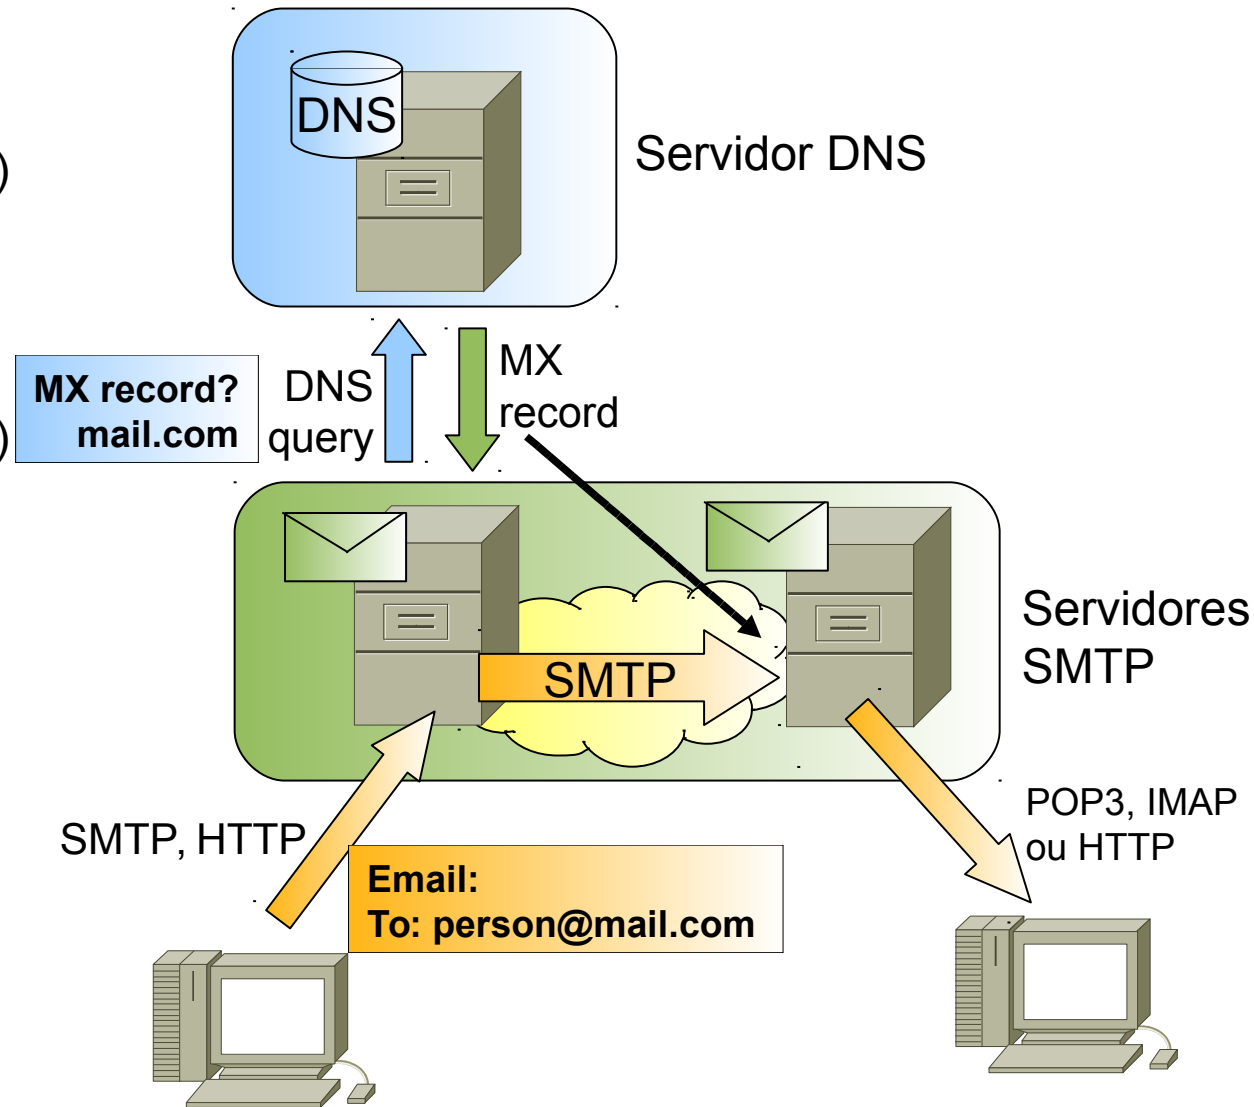 DNS
Servidor DNS
)
MX record?
mail.com
)
DNS
query
MX
record
SMTP
Servidores
SMTP
SMTP, HTTP
Email:
To: person@mail.com
POP3, IMAP
ou HTTP